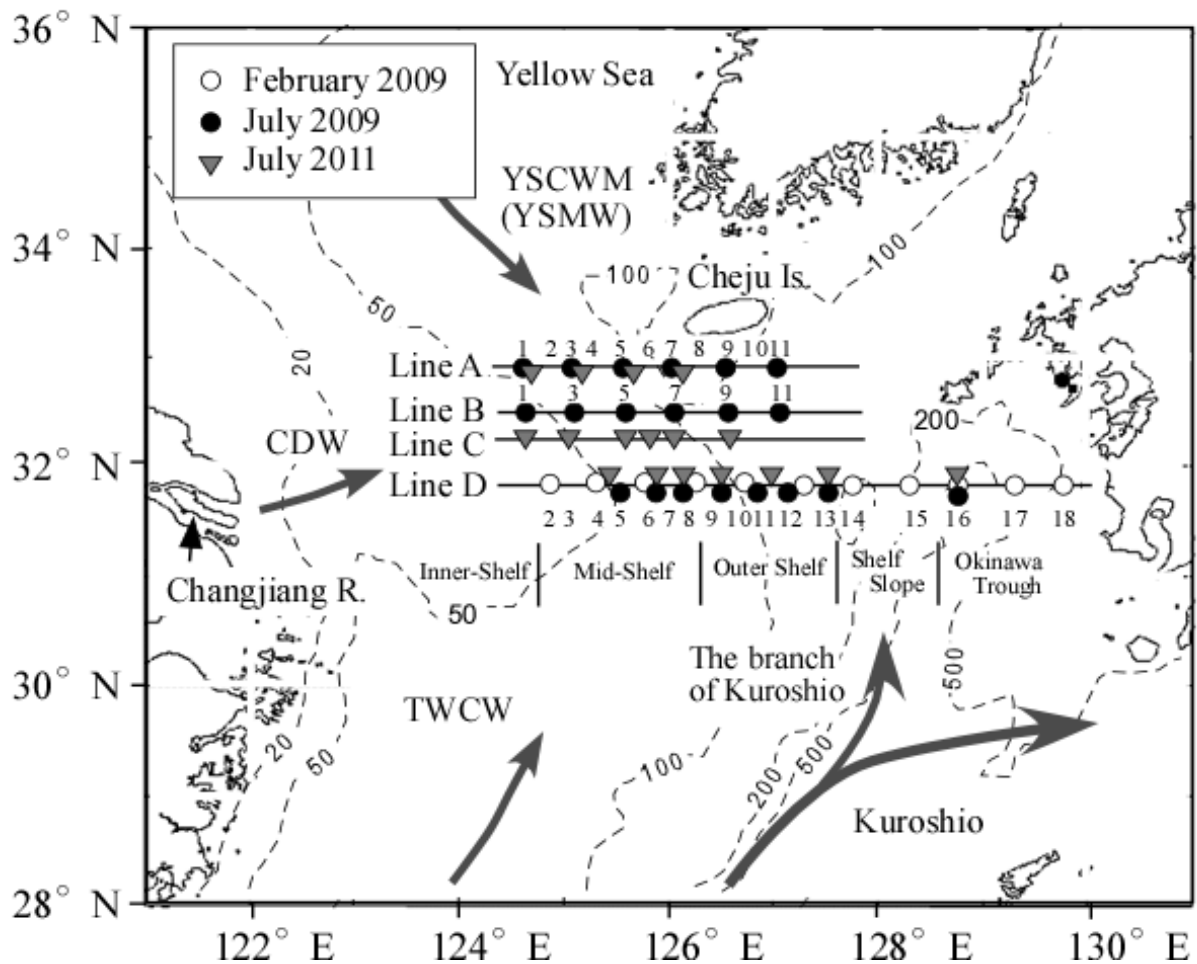 36° N
34° N
32° N
30° N
28° N
122° E
124° E
126° E
128° E
130° E
February 2009
July 2009
July 2011
Yellow Sea
YSCWM
(YSMW)
Cheju Is.
100
100
50
20
Line A
1 2 3 4 5 6 7 8 9 10 11
Line B
1 3 5 7 9 11
Line C
Line D
2 3 4 5 6 7 8 9 10 11 12 13 14 15 16 17 18
200
CDW
Changjiang R.
Inner-Shelf
Mid-Shelf
Outer Shelf
Shelf
Slope
Okinawa
Trough
50
The branch
of Kuroshio
500
TWCW
20
50
100
200
500
Kuroshio